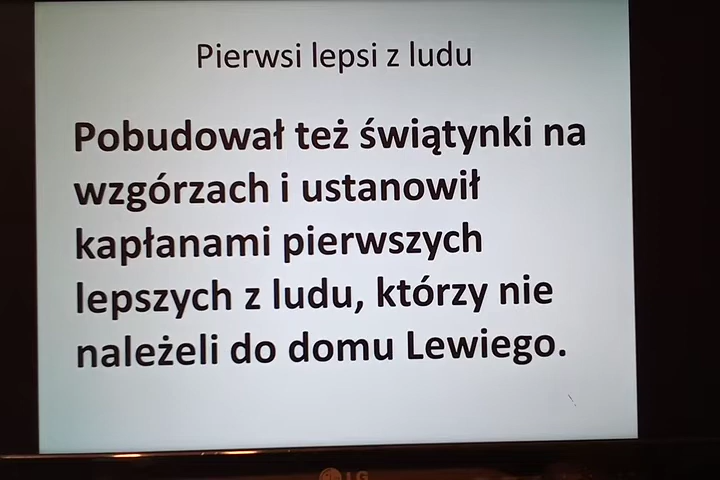 Pierwsi lepsi z ludu
Pobudował też świątynki na
wzgórzach i ustanowił
kapłanami pierwszych
lepszych z ludu, którzy nie
należeli do domu Lewiego.
LG